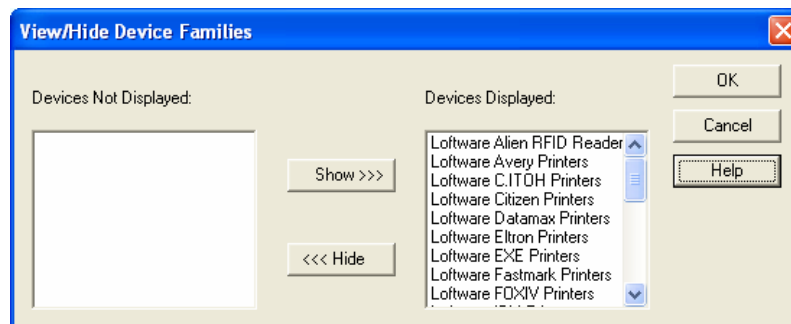 View/Hide Device Families
Devices Not Displayed:
Devices Displayed:
OK
Cancel
Help
Show >>>
<<< Hide
Loftware Alien RFID Reader
Loftware Avery Printers
Loftware C.ITOH Printers
Loftware Citizen Printers
Loftware Datamax Printers
Loftware Eltron Printers
Loftware EXE Printers
Loftware Fastmark Printers
Loftware FOXIV Printers